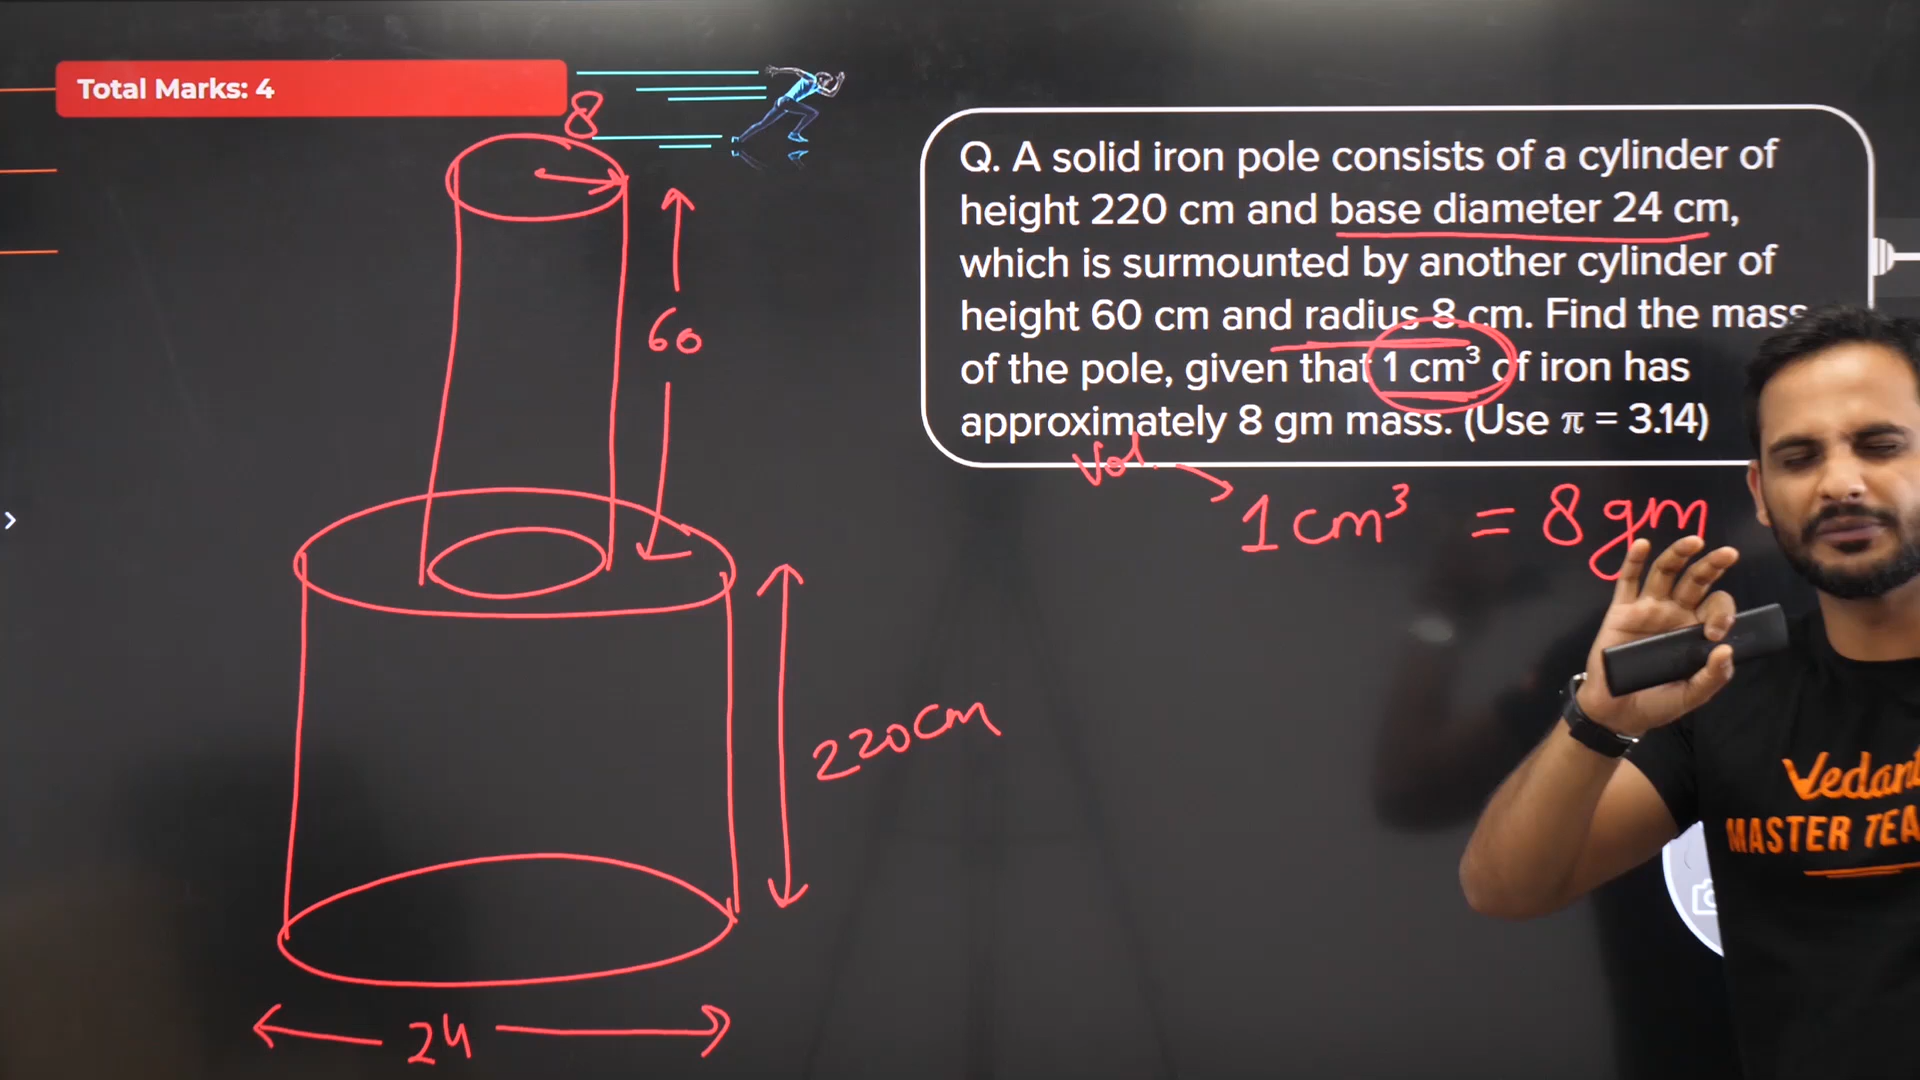 Total Marks: 4
8
Q. A solid iron pole consists of a cylinder of
height 220 cm and base diameter 24 cm,
which is surmounted by another cylinder of
height 60 cm and radius 8 cm. Find the mass
of the pole, given that 1 cm³ of iron has
approximately 8 gm mass. (Use π = 3.14)
60
Vol.
1 cm³ = 8 gm
220 cm
24
MASTER